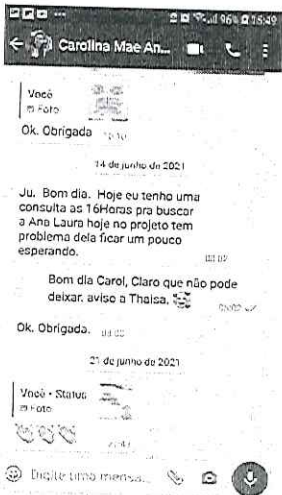 96% 15:49
Carolina Mae An...
Você
Foto
Ok. Obrigada
14 de junho de 2021
Ju. Bom dia. Hoje eu tenho uma
consulta as 16Horas pra buscar
a Ana Laura hoje no projeto tem
problema dela ficar um pouco
esperando.
Bom dia Carol, Claro que não pode
deixar, aviso a Thaisa.
Ok. Obrigada.
21 de junho de 2021
Você • Status
Foto
Digite uma mensa...